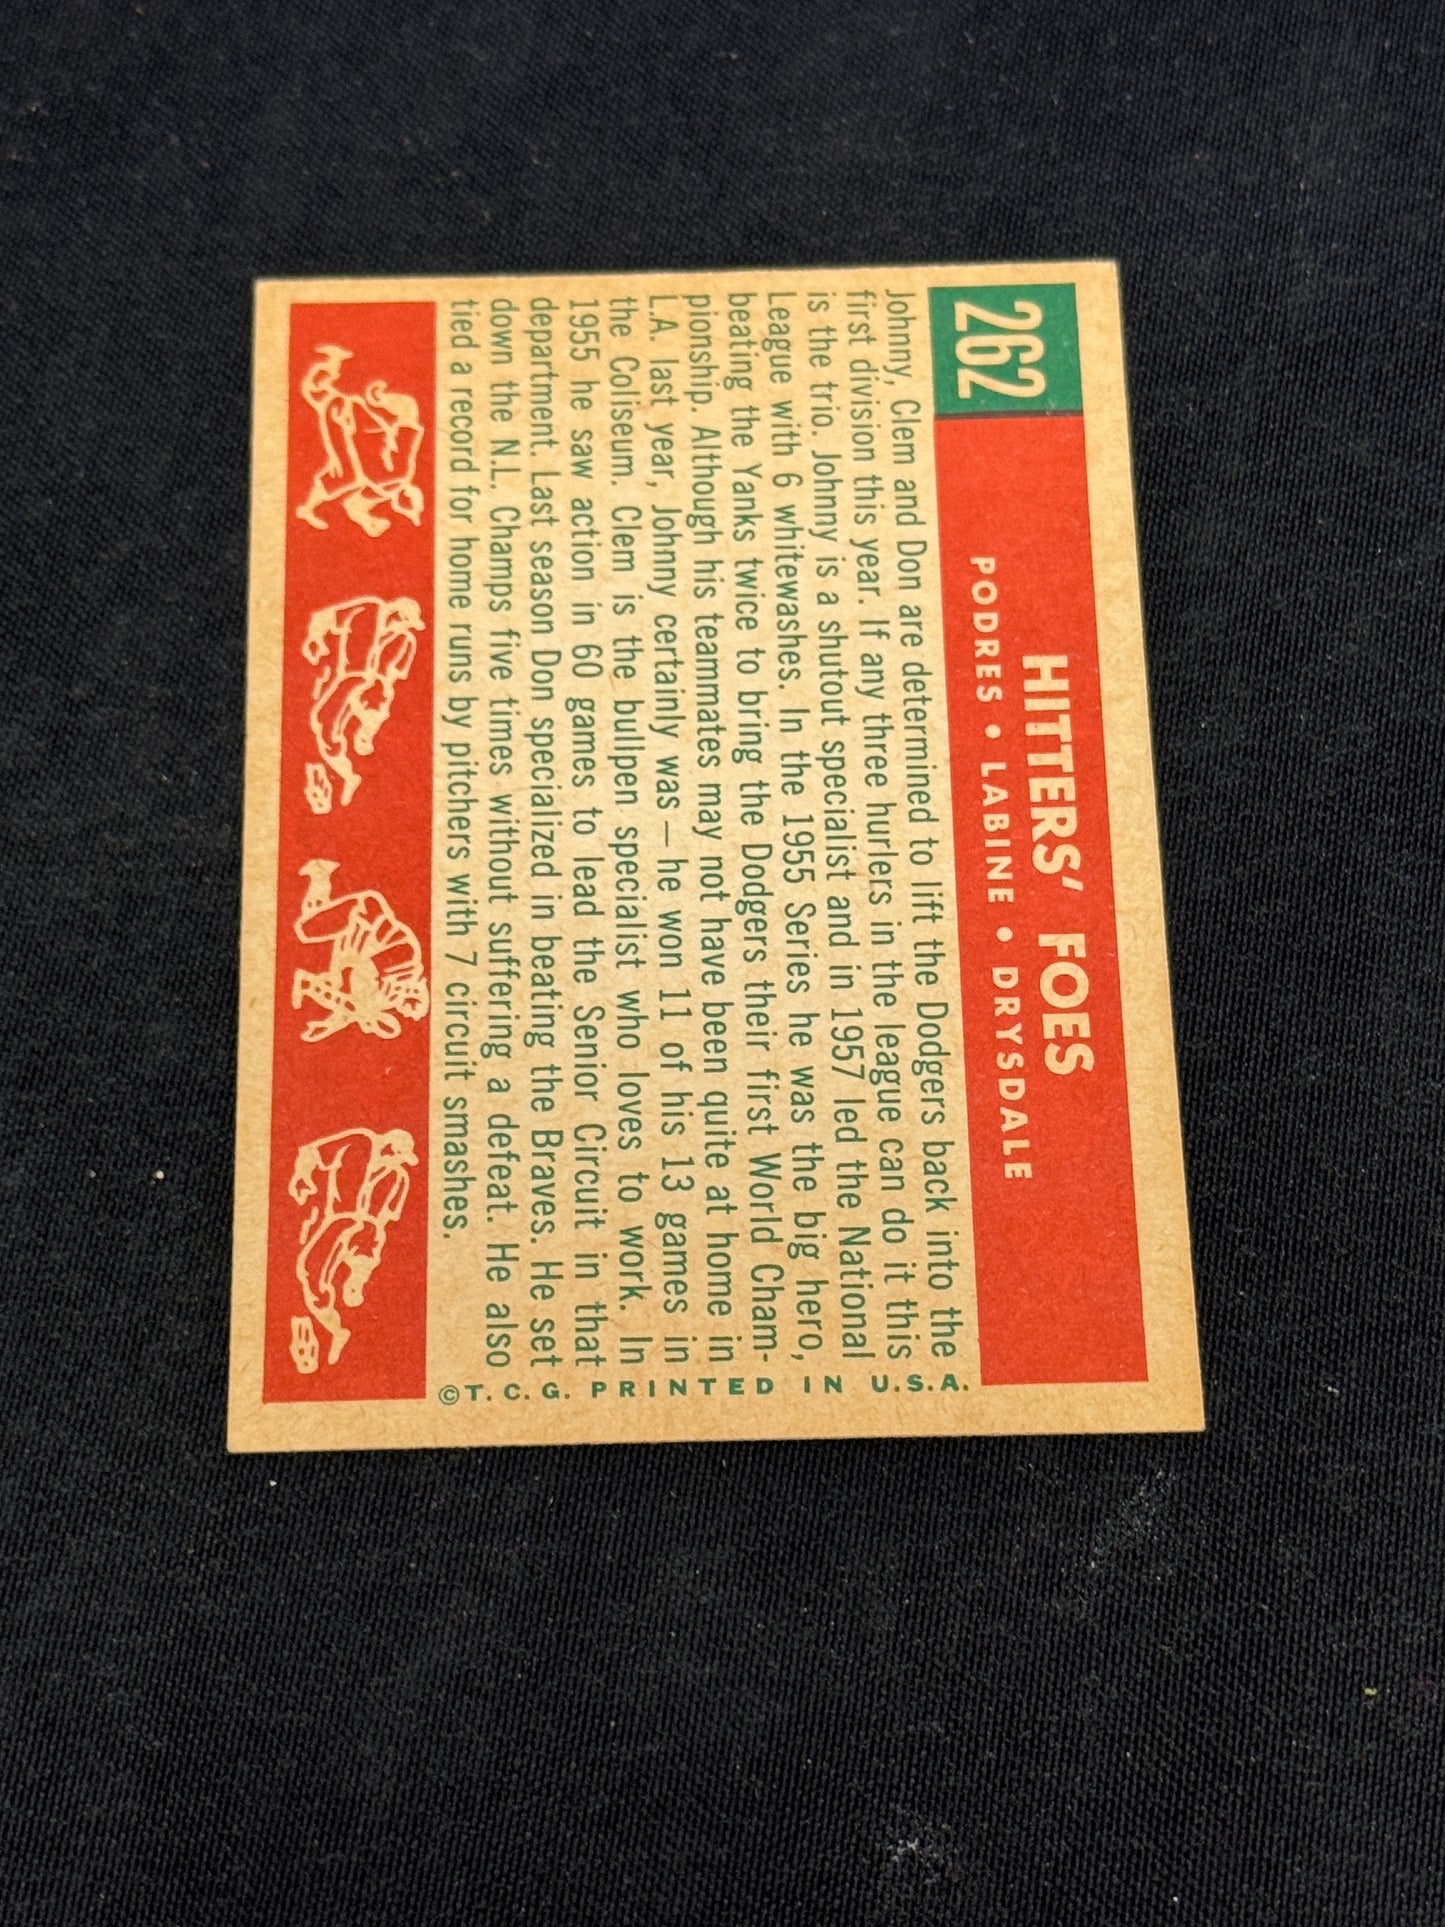 262
HITTERS' FOES
PODRES • LABINE • DRYSDALE
Johnny, Clem and Don are determined to lift the Dodgers back into the
first division this year. If any three hurlers in the league can do it this
is the trio. Johnny is a shutout specialist and in 1957 led the National
League with 6 whitewashes. In the 1955 Series he was the big hero,
beating the Yanks twice to bring the Dodgers their first World Cham-
pionship. Although his teammates may not have been quite at home in
L.A. last year, Johnny certainly was — he won 11 of his 13 games in
the Coliseum. Clem is the bullpen specialist who loves to work. In
1955 he saw action in 60 games to lead the Senior Circuit in that
department. Last season Don specialized in beating the Braves. He set
down the N.L. Champs five times without suffering a defeat. He also
tied a record for home runs by pitchers with 7 circuit smashes.
© T. C. G. PRINTED IN U.S.A.